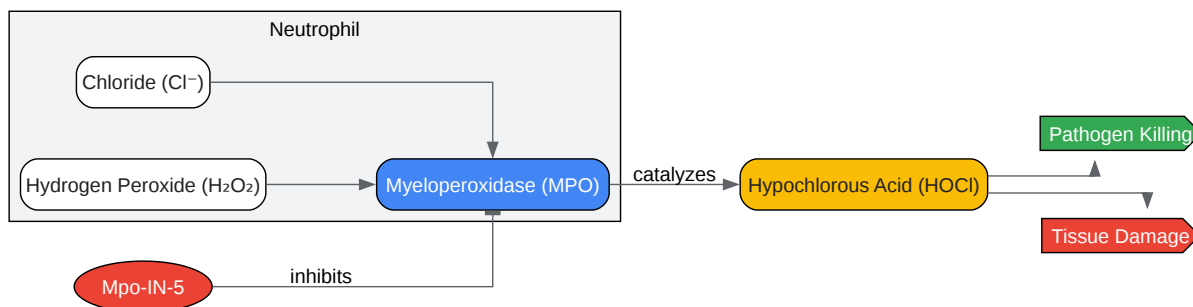 Neutrophil
Chloride (Cl⁻)
Hydrogen Peroxide (H₂O₂)
Myeloperoxidase (MPO)
catalyzes
Hypochlorous Acid (HOCl)
Pathogen Killing
Tissue Damage
Mpo-IN-5
inhibits